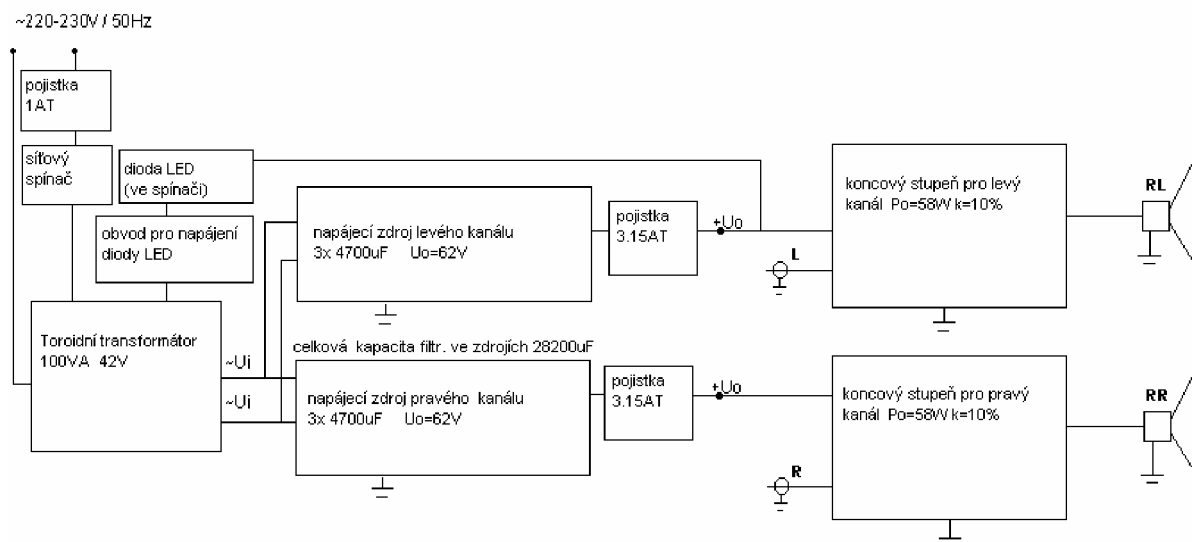 ~220-230V / 50Hz
pojistka
1AT
síťový
spínač
dioda LED
(ve spínači)
obvod pro napájení
diody LED
Toroidní transformátor
100VA 42V
~Ui
~Ui
napájecí zdroj levého kanálu
3x 4700uF Uo=62V
celková kapacita filtr. ve zdrojích 28200uF
napájecí zdroj pravého kanálu
3x 4700uF Uo=62V
pojistka
3.15AT
+Uo
L
pojistka
3.15AT
+Uo
R
koncový stupeň pro levý
kanál Po=58W k=10%
RL
koncový stupeň pro pravý
kanál Po=58W k=10%
RR